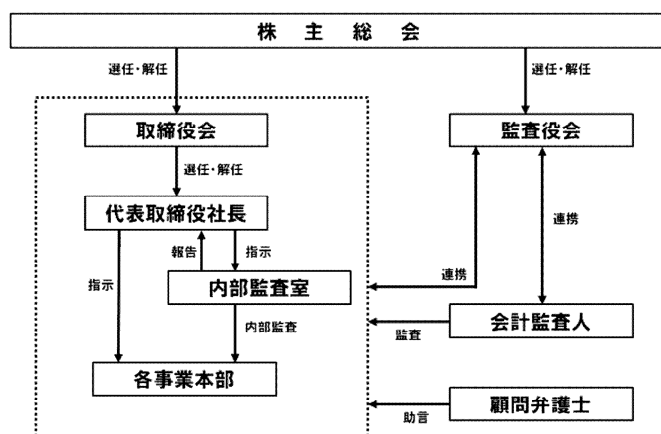 株主総会
選任・解任
選任・解任
取締役会
監査役会
選任・解任
代表取締役社長
連携
報告
指示
指示
内部監査室
連携
会計監査人
内部監査
監査
各事業本部
顧問弁護士
助言